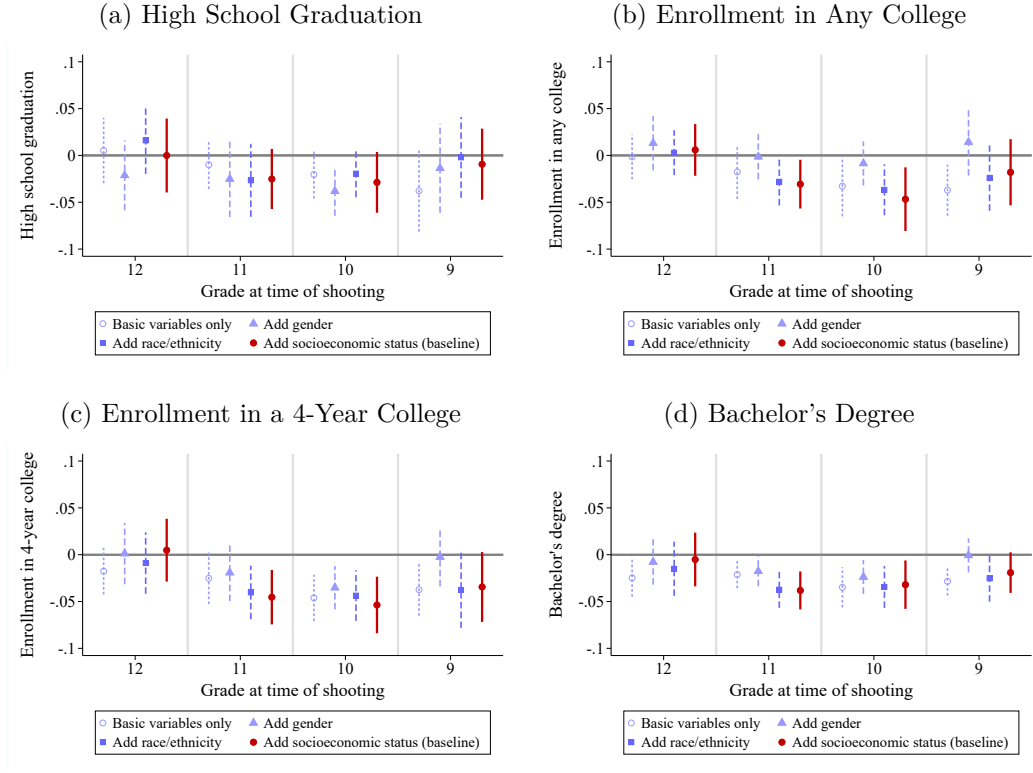 (a) High School Graduation
High school graduation
.1
.05
0
-.05
-.1
12 11 10 9
Grade at time of shooting
Basic variables only Add gender
Add race/ethnicity Add socioeconomic status (baseline)
(b) Enrollment in Any College
Enrollment in any college
.1
.05
0
-.05
-.1
12 11 10 9
Grade at time of shooting
Basic variables only Add gender
Add race/ethnicity Add socioeconomic status (baseline)
(c) Enrollment in a 4-Year College
Enrollment in 4-year college
.1
.05
0
-.05
-.1
12 11 10 9
Grade at time of shooting
Basic variables only Add gender
Add race/ethnicity Add socioeconomic status (baseline)
(d) Bachelor's Degree
Bachelor's degree
.1
.05
0
-.05
-.1
12 11 10 9
Grade at time of shooting
Basic variables only Add gender
Add race/ethnicity Add socioeconomic status (baseline)